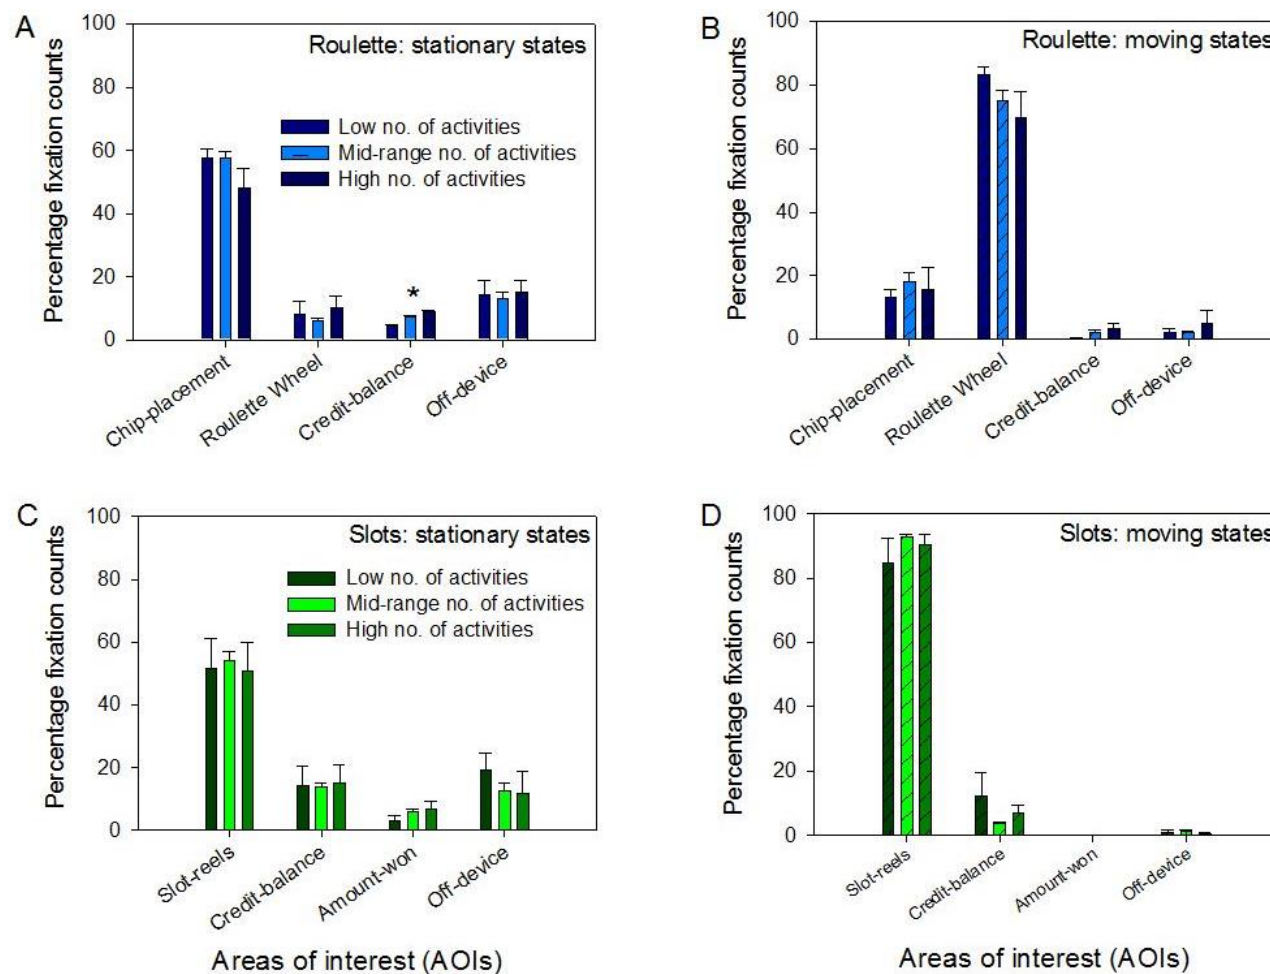 A
Roulette: stationary states
Percentage fixation counts
100
80
60
40
20
0
Low no. of activities
Mid-range no. of activities
High no. of activities
*
Chip-placement
Roulette Wheel
Credit-balance
Off-device
B
Roulette: moving states
Percentage fixation counts
100
80
60
40
20
0
Chip-placement
Roulette Wheel
Credit-balance
Off-device
C
Slots: stationary states
Percentage fixation counts
100
80
60
40
20
0
Low no. of activities
Mid-range no. of activities
High no. of activities
Slot-reels
Credit-balance
Amount-won
Off-device
Areas of interest (AOIs)
D
Slots: moving states
Percentage fixation counts
100
80
60
40
20
0
Slot-reels
Credit-balance
Amount-won
Off-device
Areas of interest (AOIs)